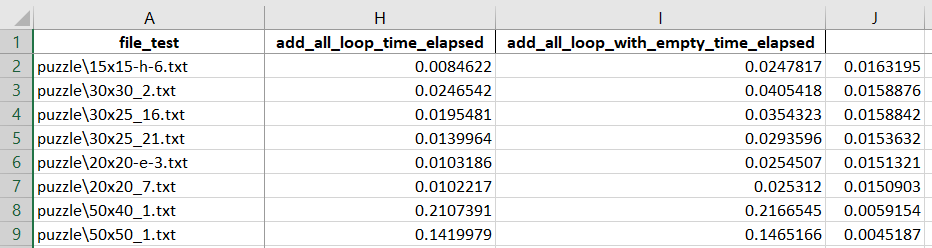 A H I J
1 file_test add_all_loop_time_elapsed add_all_loop_with_empty_time_elapsed
2 puzzle\15x15-h-6.txt 0.0084622 0.0247817 0.0163195
3 puzzle\30x30_2.txt 0.0246542 0.0405418 0.0158876
4 puzzle\30x25_16.txt 0.0195481 0.0354323 0.0158842
5 puzzle\30x25_21.txt 0.0139964 0.0293596 0.0153632
6 puzzle\20x20-e-3.txt 0.0103186 0.0254507 0.0151321
7 puzzle\20x20_7.txt 0.0102217 0.025312 0.0150903
8 puzzle\50x40_1.txt 0.2107391 0.2166545 0.0059154
9 puzzle\50x50_1.txt 0.1419979 0.1465166 0.0045187